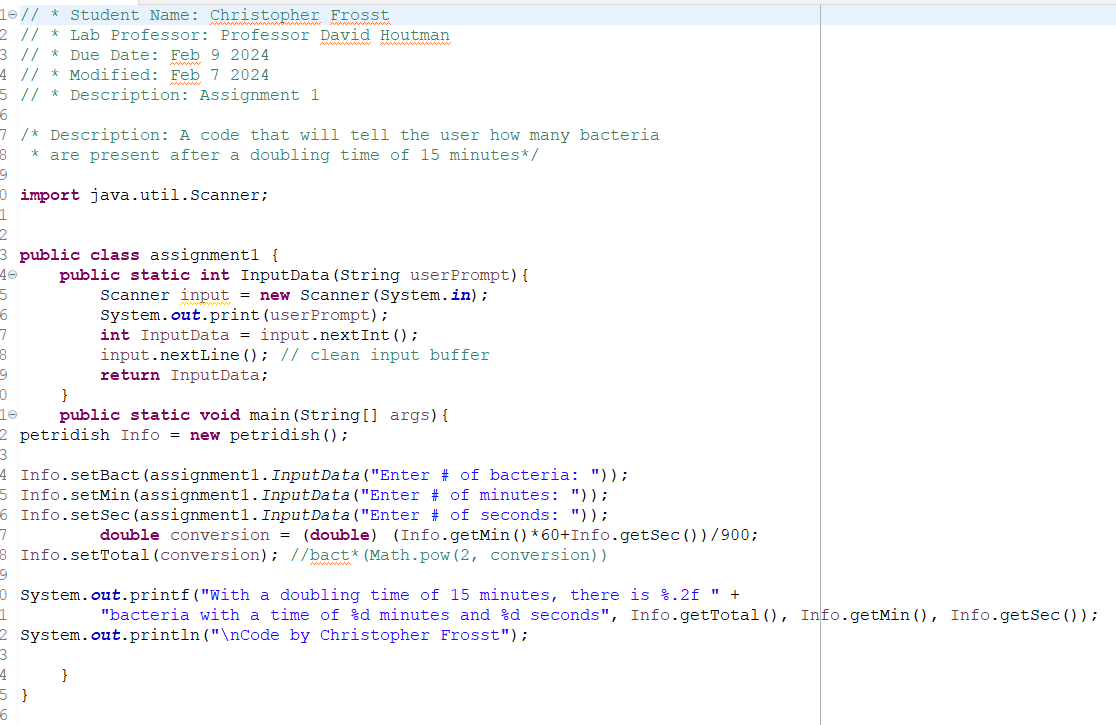 1 // * Student Name: Christopher Frosst
2 // * Lab Professor: Professor David Houtman
3 // * Due Date: Feb 9 2024
4 // * Modified: Feb 7 2024
5 // * Description: Assignment 1
6
7 /* Description: A code that will tell the user how many bacteria
8  * are present after a doubling time of 15 minutes*/
9
0 import java.util.Scanner;
1
2
3 public class assignment1 {
4     public static int InputData(String userPrompt){
5         Scanner input = new Scanner(System.in);
6         System.out.print(userPrompt);
7         int InputData = input.nextInt();
8         input.nextLine(); // clean input buffer
9         return InputData;
0     }
1     public static void main(String[] args){
2 petridish Info = new petridish();
3
4 Info.setBact(assignment1.InputData("Enter # of bacteria: "));
5 Info.setMin(assignment1.InputData("Enter # of minutes: "));
6 Info.setSec(assignment1.InputData("Enter # of seconds: "));
7         double conversion = (double) (Info.getMin()*60+Info.getSec())/900;
8 Info.setTotal(conversion); //bact*(Math.pow(2, conversion))
9
0 System.out.printf("With a doubling time of 15 minutes, there is %.2f " +
1         "bacteria with a time of %d minutes and %d seconds", Info.getTotal(), Info.getMin(), Info.getSec());
2 System.out.println("\nCode by Christopher Frosst");
3
4     }
5 }
6